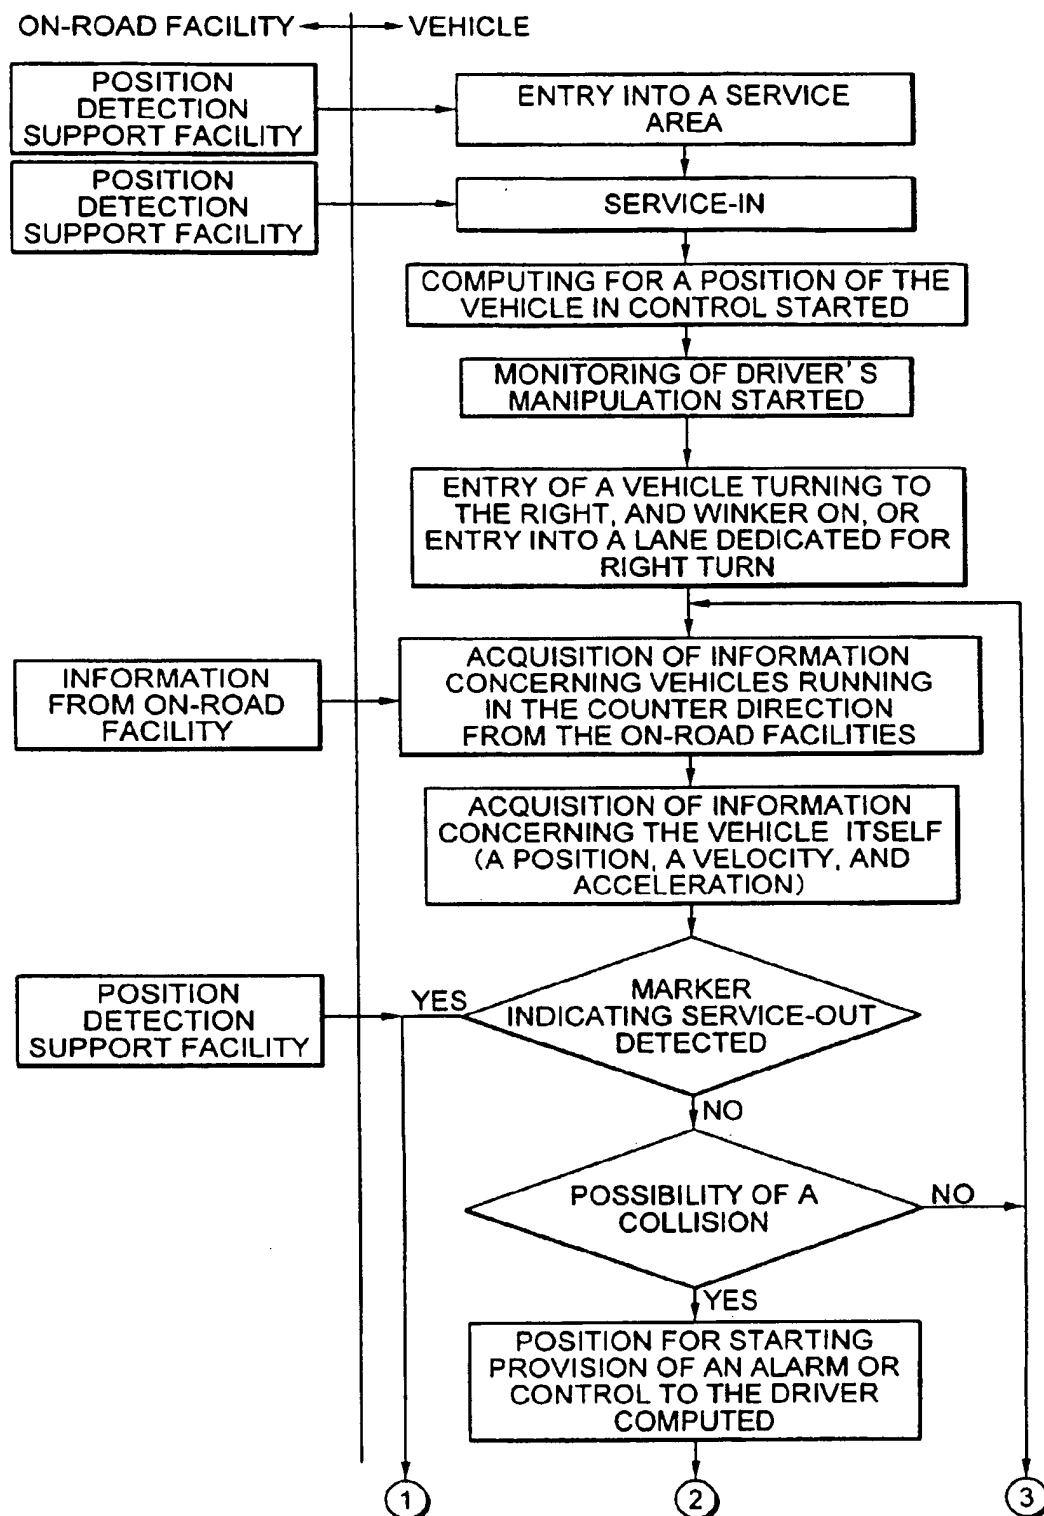 ON-ROAD FACILITY
VEHICLE
POSITION
DETECTION
SUPPORT FACILITY
ENTRY INTO A SERVICE
AREA
POSITION
DETECTION
SUPPORT FACILITY
SERVICE-IN
COMPUTING FOR A POSITION OF THE
VEHICLE IN CONTROL STARTED
MONITORING OF DRIVER'S
MANIPULATION STARTED
ENTRY OF A VEHICLE TURNING TO
THE RIGHT, AND WINKER ON, OR
ENTRY INTO A LANE DEDICATED FOR
RIGHT TURN
INFORMATION
FROM ON-ROAD
FACILITY
ACQUISITION OF INFORMATION
CONCERNING VEHICLES RUNNING
IN THE COUNTER DIRECTION
FROM THE ON-ROAD FACILITIES
ACQUISITION OF INFORMATION
CONCERNING THE VEHICLE ITSELF
(A POSITION, A VELOCITY, AND
ACCELERATION)
POSITION
DETECTION
SUPPORT FACILITY
YES
MARKER
INDICATING SERVICE-OUT
DETECTED
NO
POSSIBILITY OF A
COLLISION
NO
YES
POSITION FOR STARTING
PROVISION OF AN ALARM OR
CONTROL TO THE DRIVER
COMPUTED
1
2
3